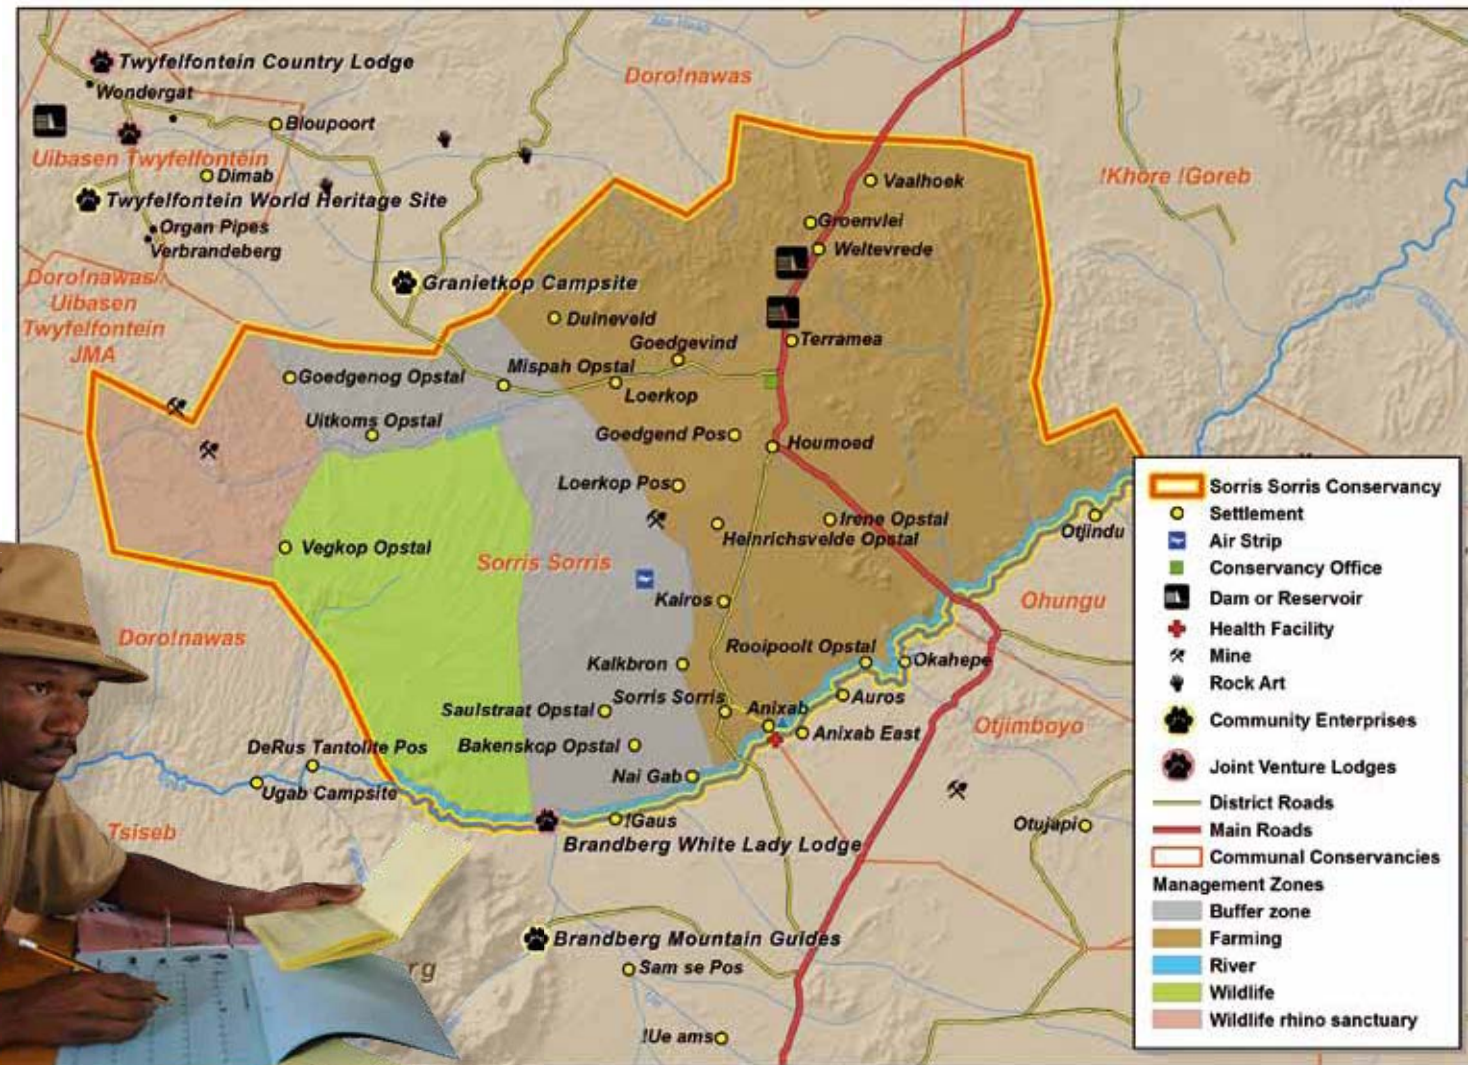 Doro!nawas
Twyfelfontein Country Lodge
Wondergat
Bloupoort
Uibasen Twyfelfontein
Dimab
Twyfelfontein World Heritage Site
Organ Pipes
Verbrandeberg
Doro!nawas/
Uibasen
Twyfelfontein
JMA
Granietkop Campsite
!Khore !Goreb
Vaalhoek
Groenvlei
Weltevrede
Duineveld
Terramea
Goedgevind
Mispah Opstal
Goedgenog Opstal
Loerkop
Uitkoms Opstal
Goedgend Pos
Houmoed
Loerkop Pos
Irene Opstal
Heinrichsvelde Opstal
Otjindu
Vegkop Opstal
Sorris Sorris
Kairos
Ohungu
Doro!nawas
Rooipoolt Opstal
Kalkbron
Okahepe
Sorris Sorris
Auros
Saulstraat Opstal
Anixab
Otjimboyo
Anixab East
Bakenskop Opstal
DeRus Tantolite Pos
Nai Gab
Ugab Campsite
!Gaus
Otujapi
Tsiseb
Brandberg White Lady Lodge
Brandberg Mountain Guides
rg
Sam se Pos
!Ue ams
Sorris Sorris Conservancy
Settlement
Air Strip
Conservancy Office
Dam or Reservoir
Health Facility
Mine
Rock Art
Community Enterprises
Joint Venture Lodges
District Roads
Main Roads
Communal Conservancies
Management Zones
Buffer zone
Farming
River
Wildlife
Wildlife rhino sanctuary